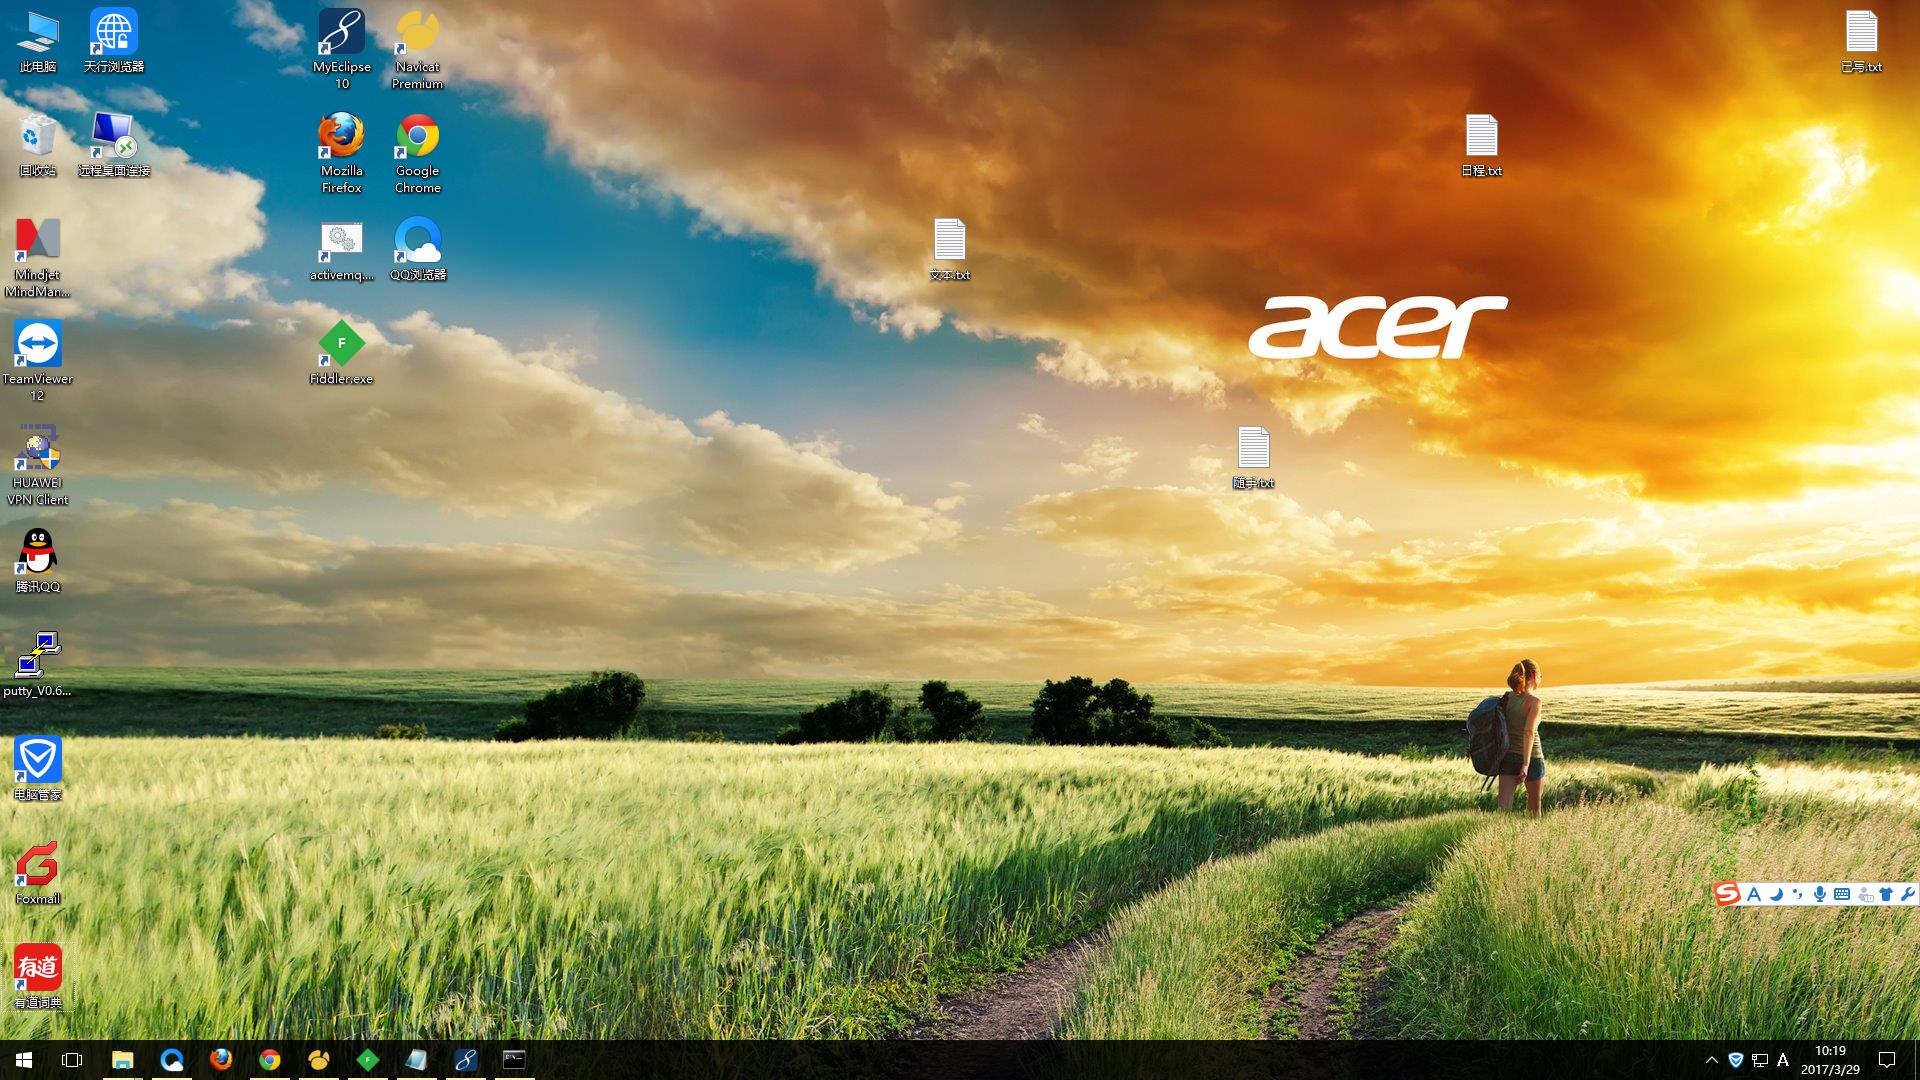 此电脑
天行浏览器
MyEclipse
10
Navicat
Premium
已写.txt
回收站
远程桌面连接
Mozilla
Firefox
Google
Chrome
日程.txt
Mindjet
MindMan...
activemq....
QQ浏览器
文本.txt
acer
TeamViewer
12
F
Fiddler.exe
HUAWEI
VPN Client
随手.txt
腾讯QQ
putty_V0.6...
电脑管家
Foxmail
S A
有道
有道词典
A
10:19
2017/3/29